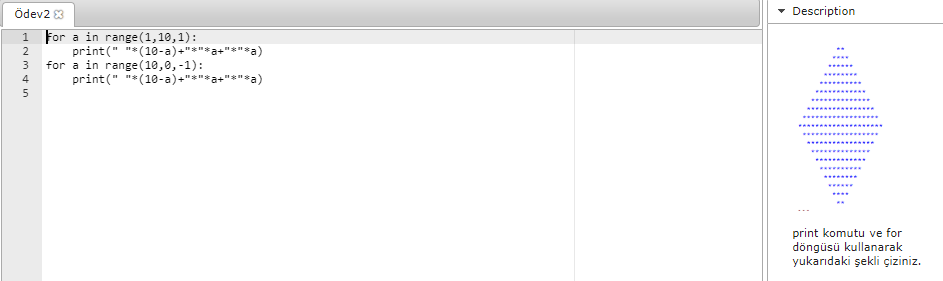 Ödev2
Description
1 for a in range(1,10,1):
2     print(" "*(10-a)+"*"*a+"*"*a)
3 for a in range(10,0,-1):
4     print(" "*(10-a)+"*"*a+"*"*a)
5
**
****
******
********
**********
************
**************
****************
******************
********************
******************
****************
**************
************
**********
********
******
****
**
...
print komutu ve for
döngüsü kullanarak
yukarıdaki şekli çiziniz.